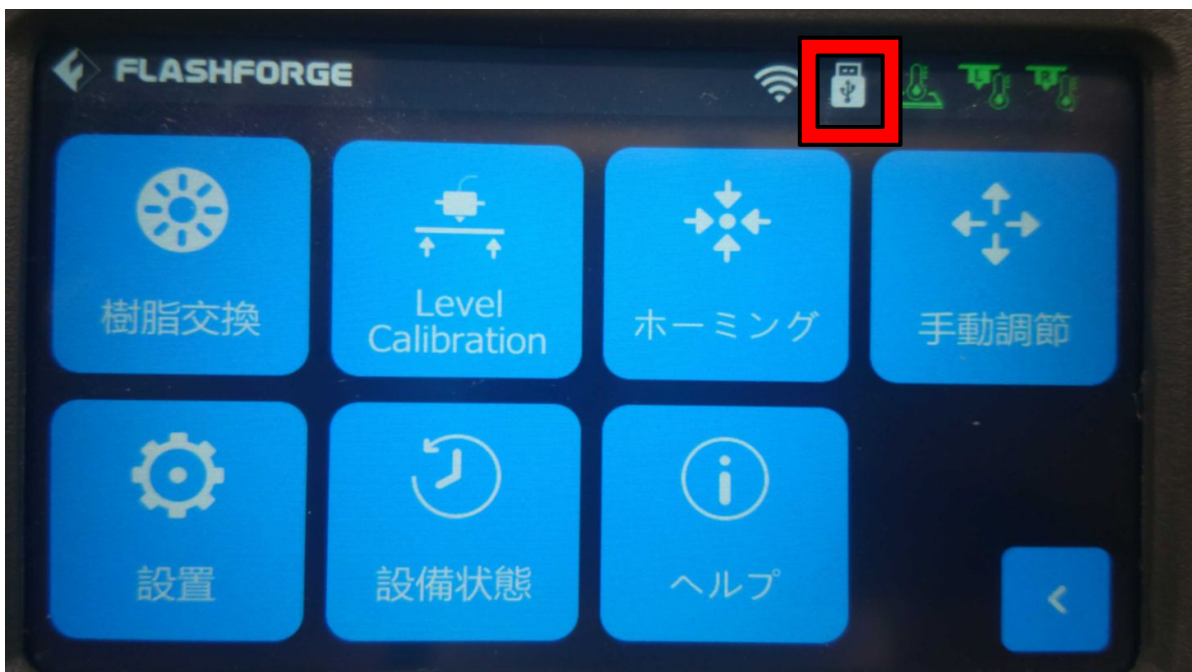 FLASHFORGE
L
R
樹脂交換
Level
Calibration
ホーミング
手動調節
設置
設備状態
ヘルプ